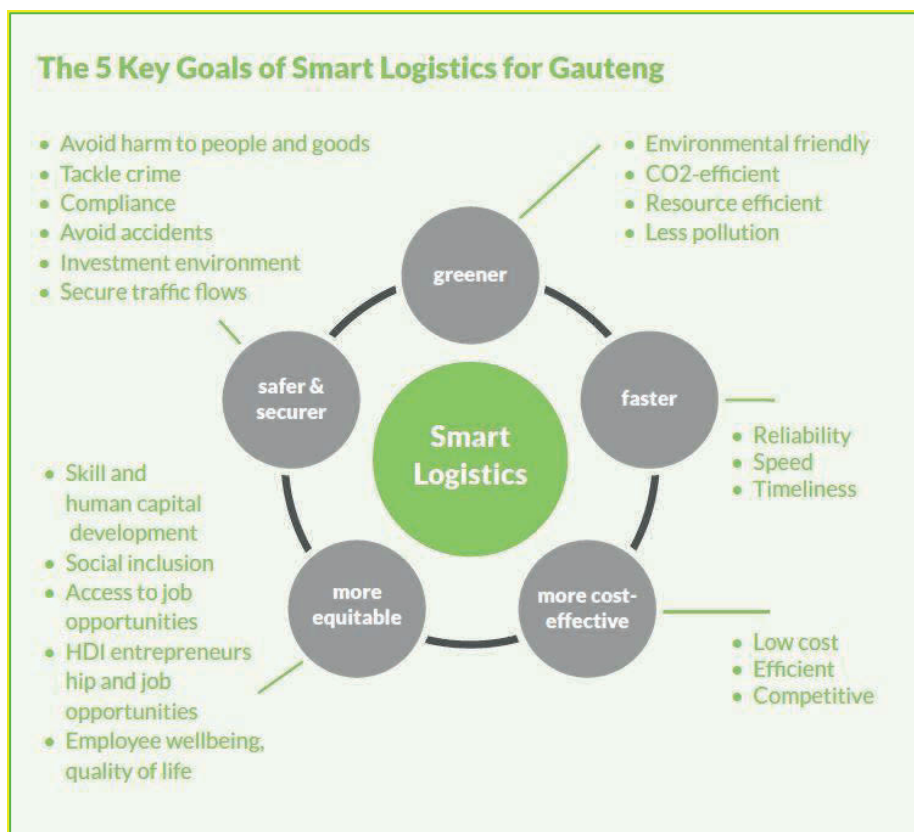 The 5 Key Goals of Smart Logistics for Gauteng
• Avoid harm to people and goods
• Tackle crime
• Compliance
• Avoid accidents
• Investment environment
• Secure traffic flows
• Environmental friendly
• CO2-efficient
• Resource efficient
• Less pollution
greener
safer &
securer
faster
Smart
Logistics
• Reliability
• Speed
• Timeliness
• Skill and
human capital
development
• Social inclusion
• Access to job
opportunities
• HDI entrepreneurs
hip and job
opportunities
• Employee wellbeing,
quality of life
more
equitable
more cost-
effective
• Low cost
• Efficient
• Competitive